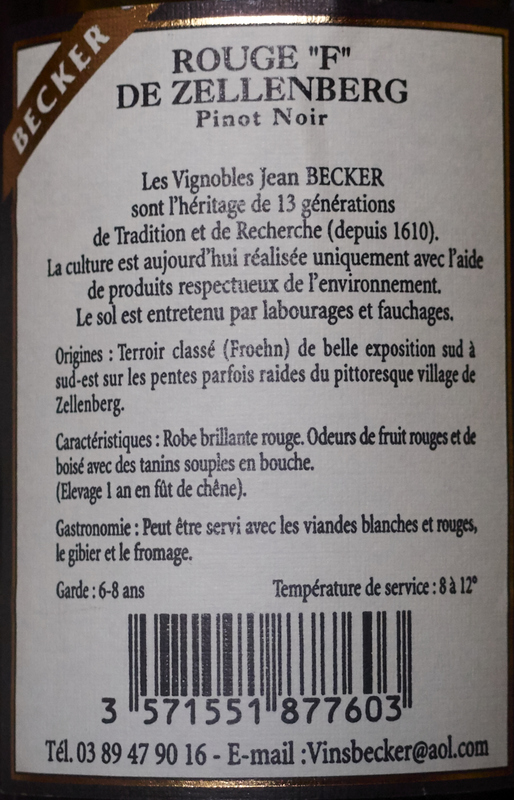 BECKER
ROUGE "F"
DE ZELLENBERG
Pinot Noir
Les Vignobles Jean BECKER
sont l'héritage de 13 générations
de Tradition et de Recherche (depuis 1610).
La culture est aujourd'hui réalisée uniquement avec l'aide
de produits respectueux de l'environnement.
Le sol est entretenu par labourages et fauchages.
Origines : Terroir classé (Froehn) de belle exposition sud à
sud-est sur les pentes parfois raides du pittoresque village de
Zellenberg.
Caractéristiques : Robe brillante rouge. Odeurs de fruit rouges et de
boisé avec des tanins souples en bouche.
(Elevage 1 an en fût de chêne).
Gastronomie : Peut être servi avec les viandes blanches et rouges,
le gibier et le fromage.
Garde : 6-8 ans Température de service : 8 à 12°
3 571551 877603
Tél. 03 89 47 90 16 - E-mail :Vinsbecker@aol.com